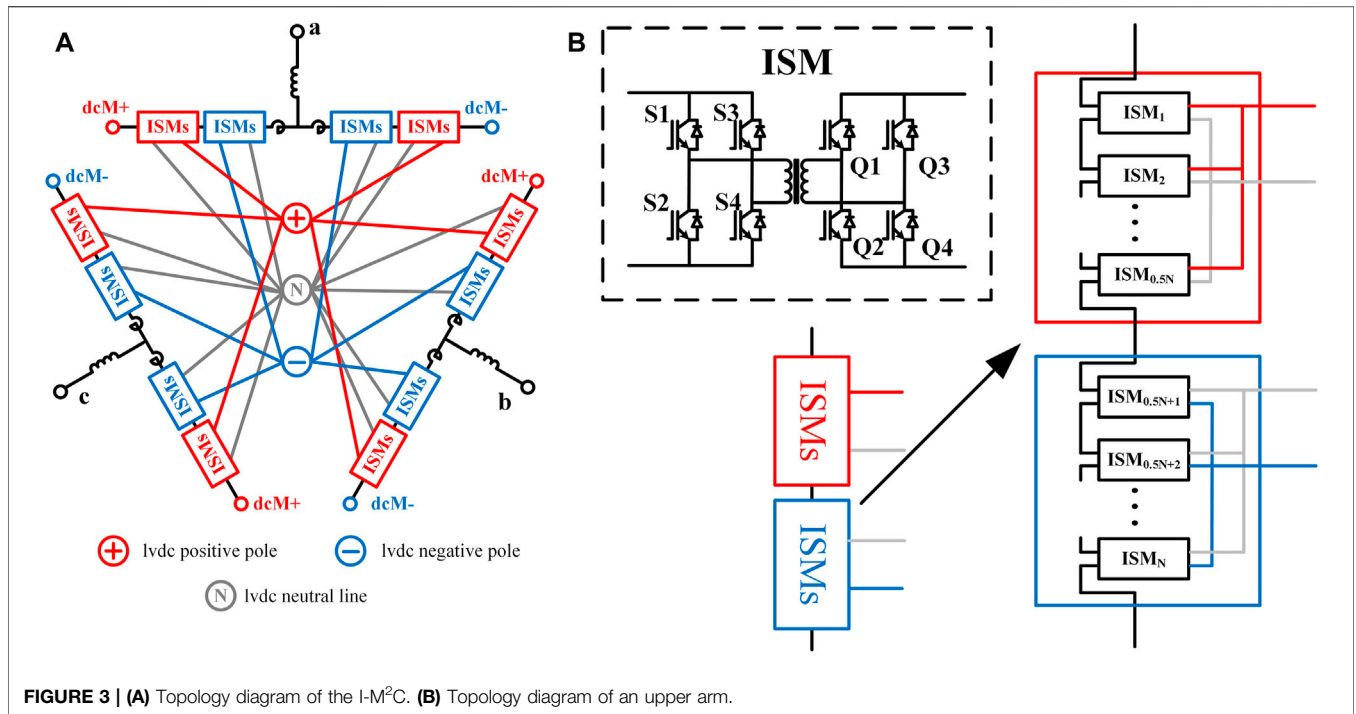 A
a
dcM+
ISMs
ISMs
ISMs
ISMs
dcM-
dcM-
dcM+
ISMs
ISMs
ISMs
ISMs
+
N
−
c
b
ISMs
ISMs
ISMs
ISMs
dcM+
dcM-
+ lvdc positive pole
− lvdc negative pole
N lvdc neutral line
B
ISM
S1
S3
Q1
Q3
S2
S4
Q2
Q4
ISMs
ISMs
ISM1
ISM2
ISM0.5N
ISM0.5N+1
ISM0.5N+2
ISMN
FIGURE 3 | (A) Topology diagram of the I-M²C. (B) Topology diagram of an upper arm.